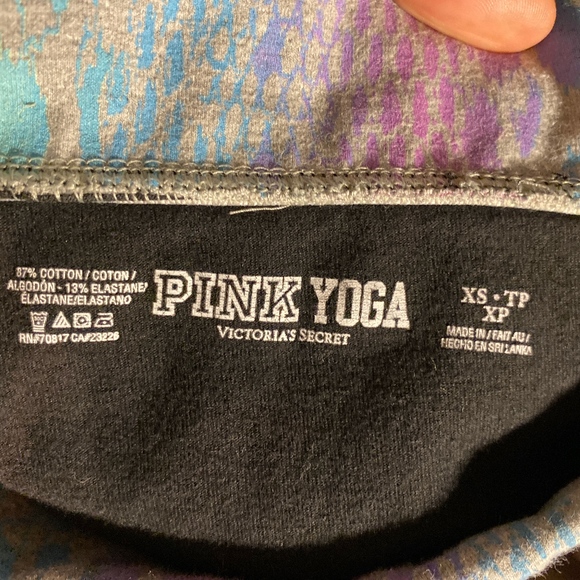 87% COTTON / COTON /
ALGODÓN - 13% ELASTANE/
ÉLASTANE/ELASTANO
RN#70817 CA#23226
PINK YOGA
VICTORIA'S SECRET
XS • TP
XP
MADE IN / FAIT AU /
HECHO EN SRI LANKA